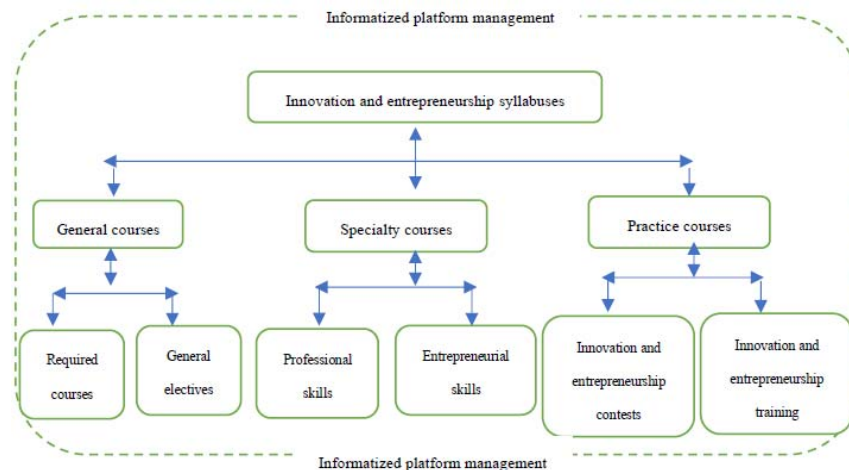 Informatized platform management
Innovation and entrepreneurship syllabuses
General courses
Specialty courses
Practice courses
Required
courses
General
electives
Professional
skills
Entrepreneurial
skills
Innovation and
entrepreneurship
contests
Innovation and
entrepreneurship
training
Informatized platform management